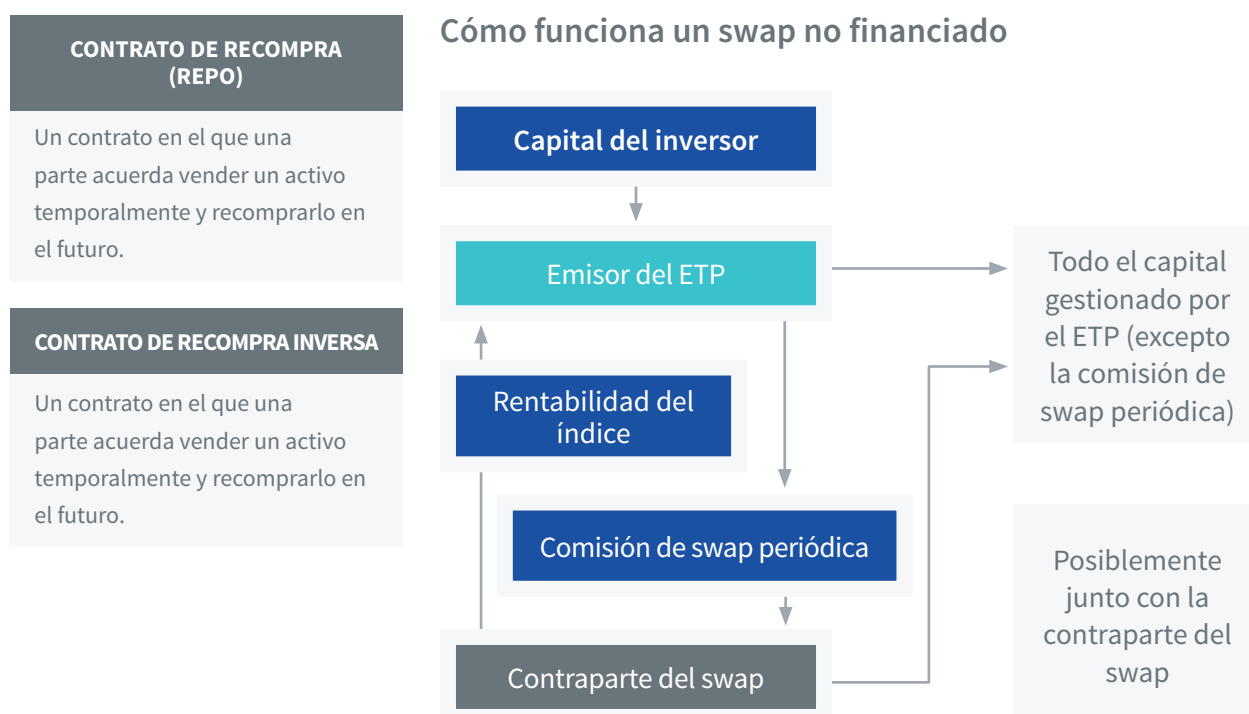 CONTRATO DE RECOMPRA
(REPO)
Un contrato en el que una
parte acuerda vender un activo
temporalmente y recomprarlo en
el futuro.
CONTRATO DE RECOMPRA INVERSA
Un contrato en el que una
parte acuerda vender un activo
temporalmente y recomprarlo en
el futuro.
Cómo funciona un swap no financiado
Capital del inversor
Emisor del ETP
Rentabilidad del
índice
Comisión de swap periódica
Contraparte del swap
Todo el capital
gestionado por
el ETP (excepto
la comisión de
swap periódica)
Posiblemente
junto con la
contraparte del
swap